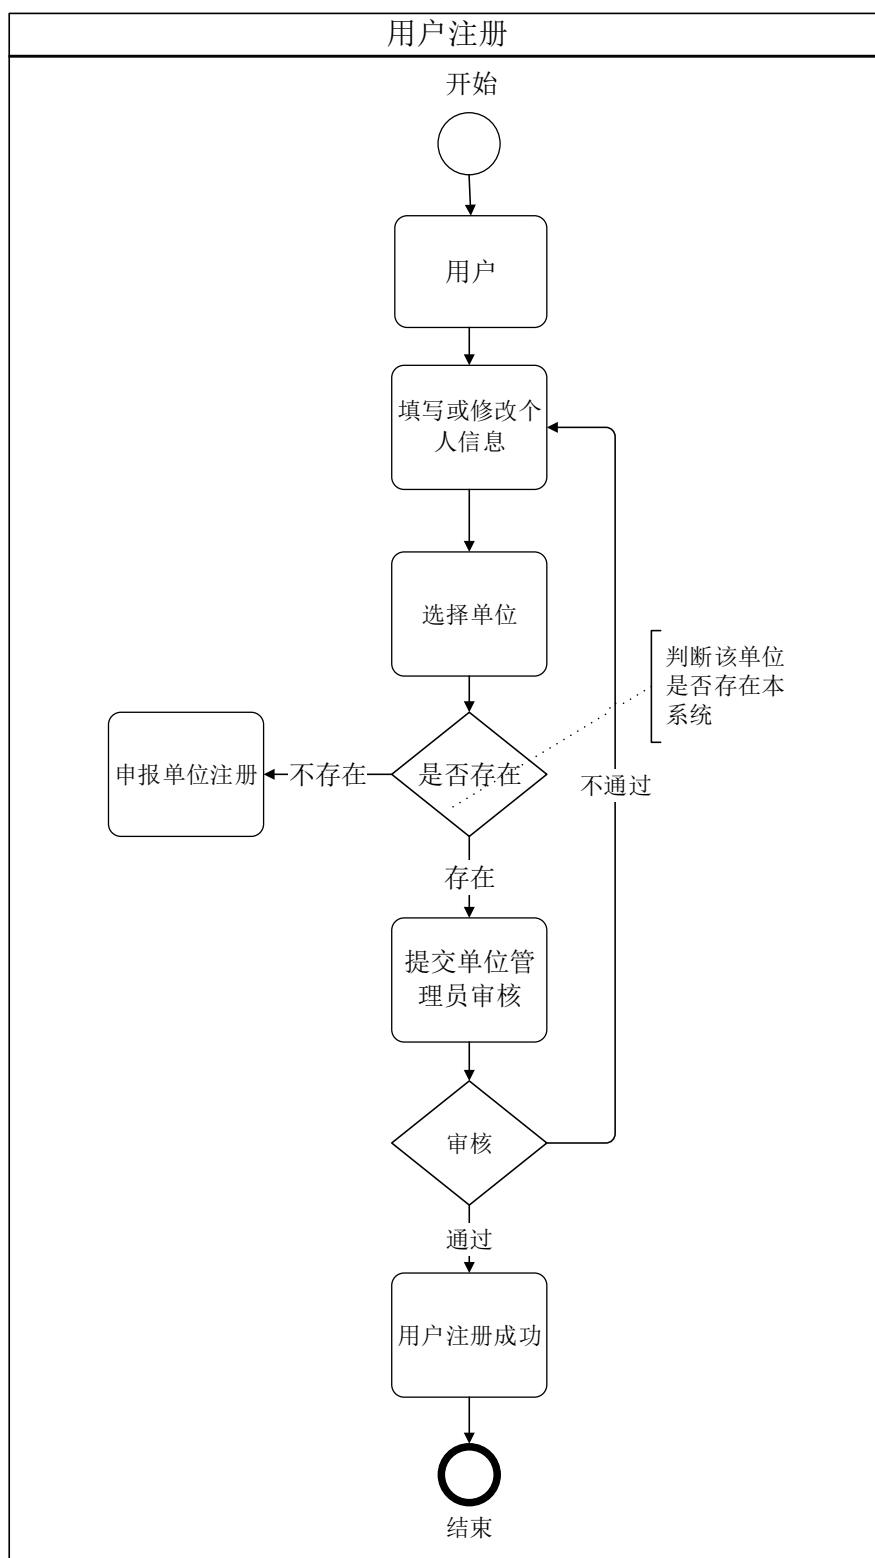 用户注册
开始
用户
填写或修改个
人信息
选择单位
判断该单位
是否存在本
系统
申报单位注册
不存在
是否存在
不通过
存在
提交单位管
理员审核
审核
通过
用户注册成功
结束